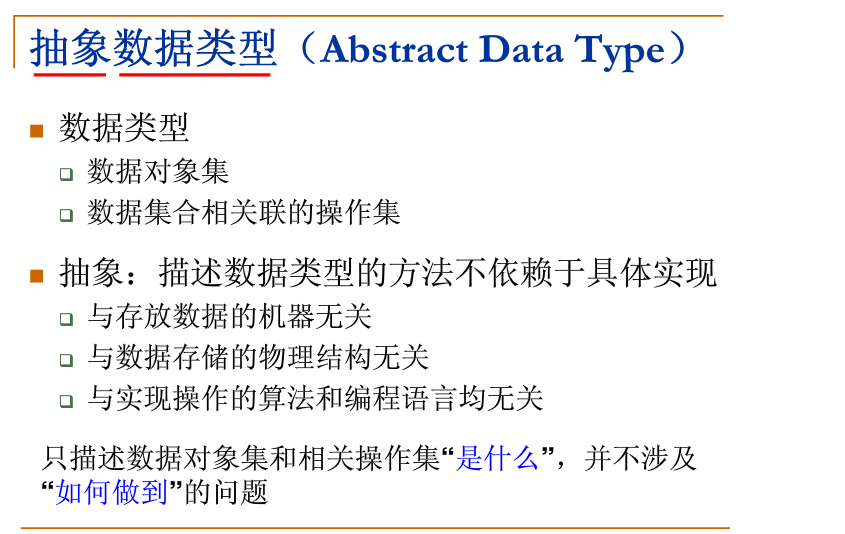 抽象数据类型（Abstract Data Type）
数据类型
数据对象集
数据集合相关联的操作集
抽象：描述数据类型的方法不依赖于具体实现
与存放数据的机器无关
与数据存储的物理结构无关
与实现操作的算法和编程语言均无关
只描述数据对象集和相关操作集“是什么”，并不涉及
“如何做到”的问题